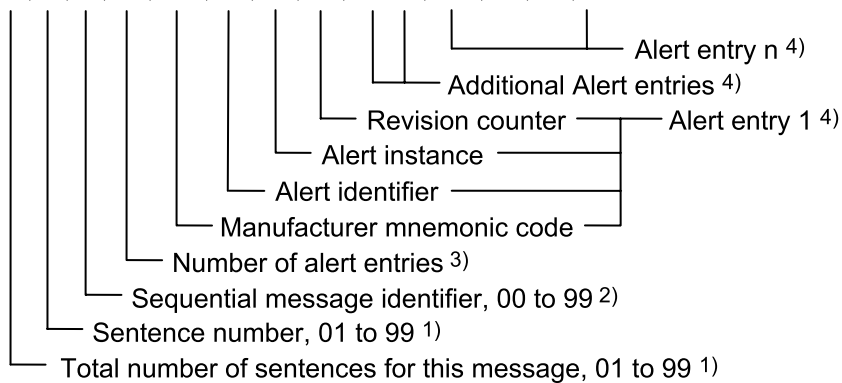 Alert entry n 4)
Additional Alert entries 4)
Revision counter Alert entry 1 4)
Alert instance
Alert identifier
Manufacturer mnemonic code
Number of alert entries 3)
Sequential message identifier, 00 to 99 2)
Sentence number, 01 to 99 1)
Total number of sentences for this message, 01 to 99 1)